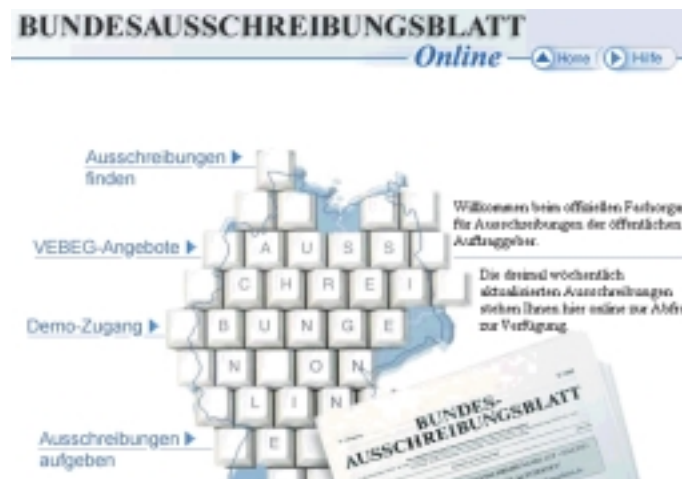 BUNDESAUSSCHREIBUNGSBLATT
Online
Home
Hilfe
Ausschreibungen
finden
Willkommen beim offiziellen
für Ausschreibungen der öffentlichen
Auftraggeber.
VEBEG-Angebote
A U S S
Die dreimal wöchentlich
aktualisierten Ausschreibungen
stehen Ihnen hier online zur
zur Verfügung.
C H R E I
Demo-Zugang
B U N G E
N O N
L I N
E
Ausschreibungen
aufgeben
BUNDES-
AUSSCHREIBUNGSBLATT